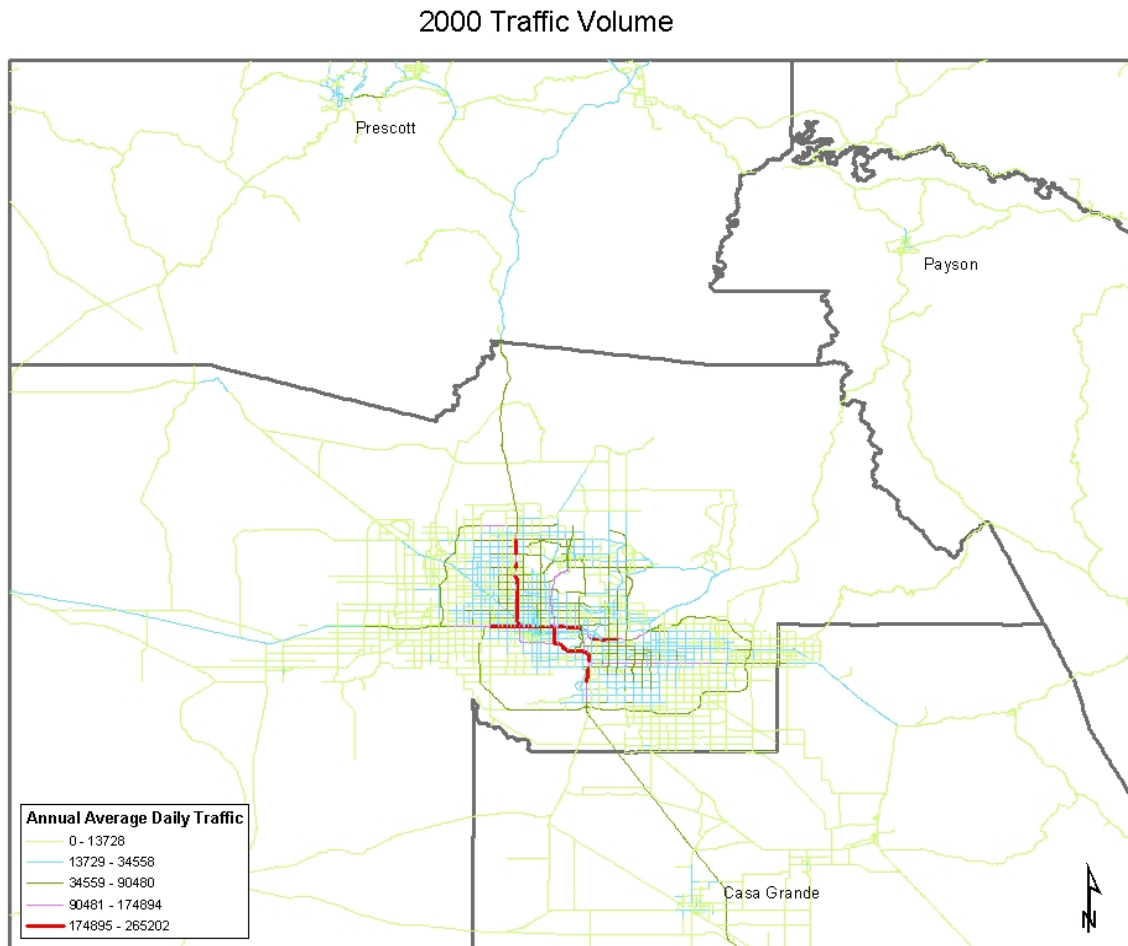 2000 Traffic Volume
Prescott
Payson
Annual Average Daily Traffic
0 - 13728
13729 - 34558
34559 - 90480
90481 - 174894
174895 - 265202
Casa Grande
N